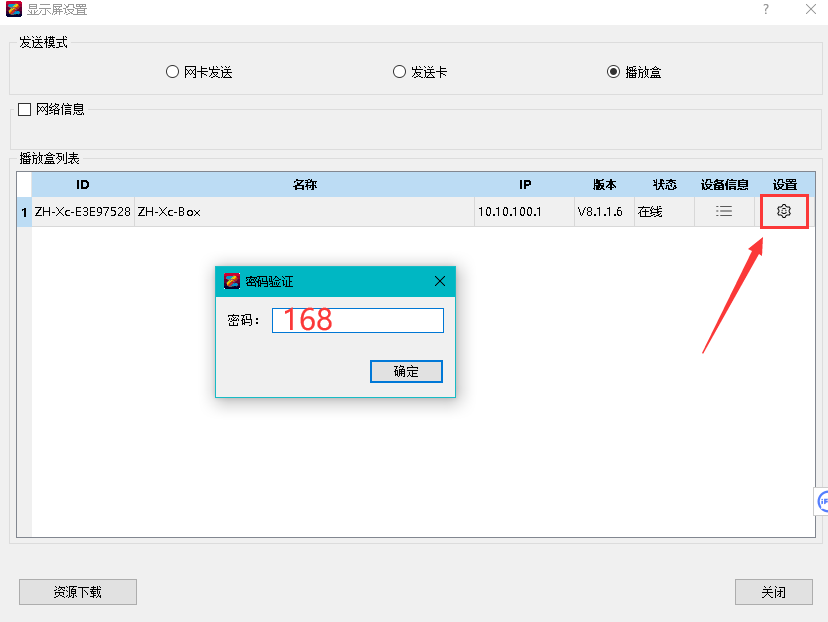 显示屏设置
发送模式
网卡发送 发送卡 播放盒
网络信息
播放盒列表
ID 名称 IP 版本 状态 设备信息 设置
1 ZH-Xc-E3E97528 ZH-Xc-Box 10.10.100.1 V8.1.1.6 在线
密码验证
密码： 168
确定
资源下载 关闭